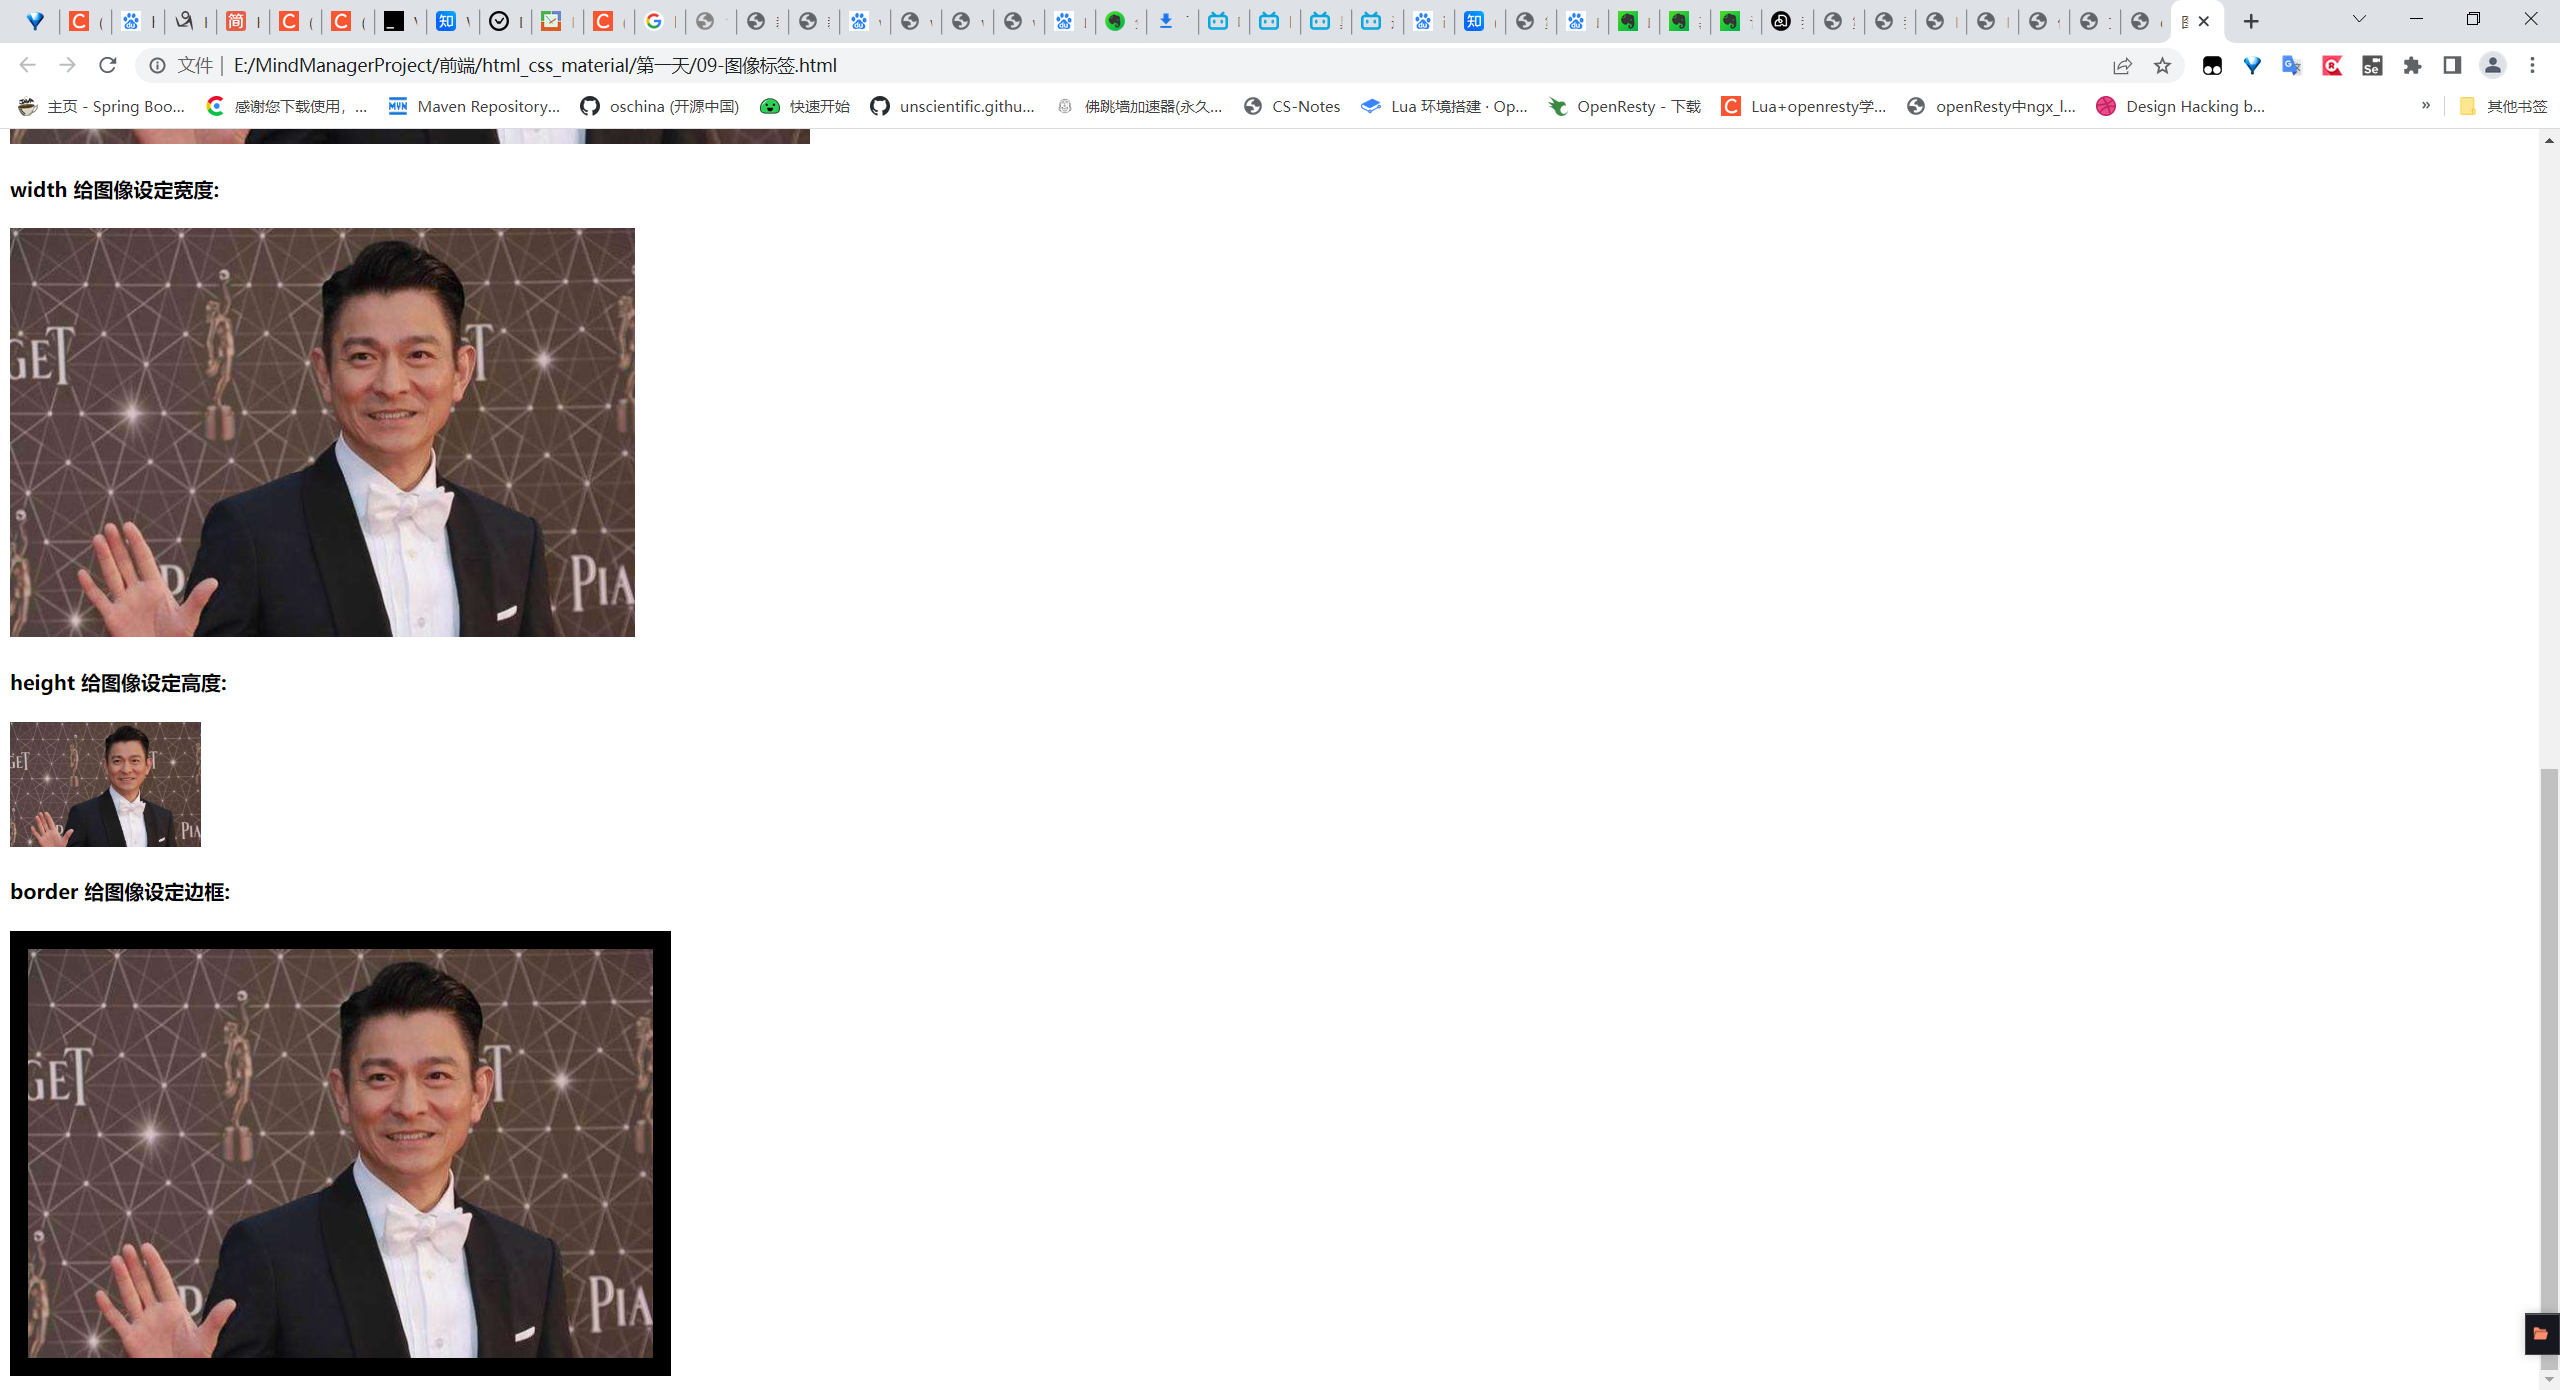 文件 | E:/MindManagerProject/前端/html_css_material/第一天/09-图像标签.html
主页 - Spring Boo... 感谢您下载使用，... Maven Repository... oschina (开源中国) 快速开始 unscientific.githu... 佛跳墙加速器(永久... CS-Notes Lua 环境搭建 · Op... OpenResty - 下载 Lua+openresty学... openResty中ngx_l... Design Hacking b... » 其他书签
width 给图像设定宽度:
GET T
PIA
height 给图像设定高度:
GET T
PIA
border 给图像设定边框:
GET T
PIA